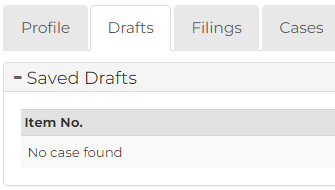 Profile Drafts Filings Cases
Saved Drafts
Item No.
No case found